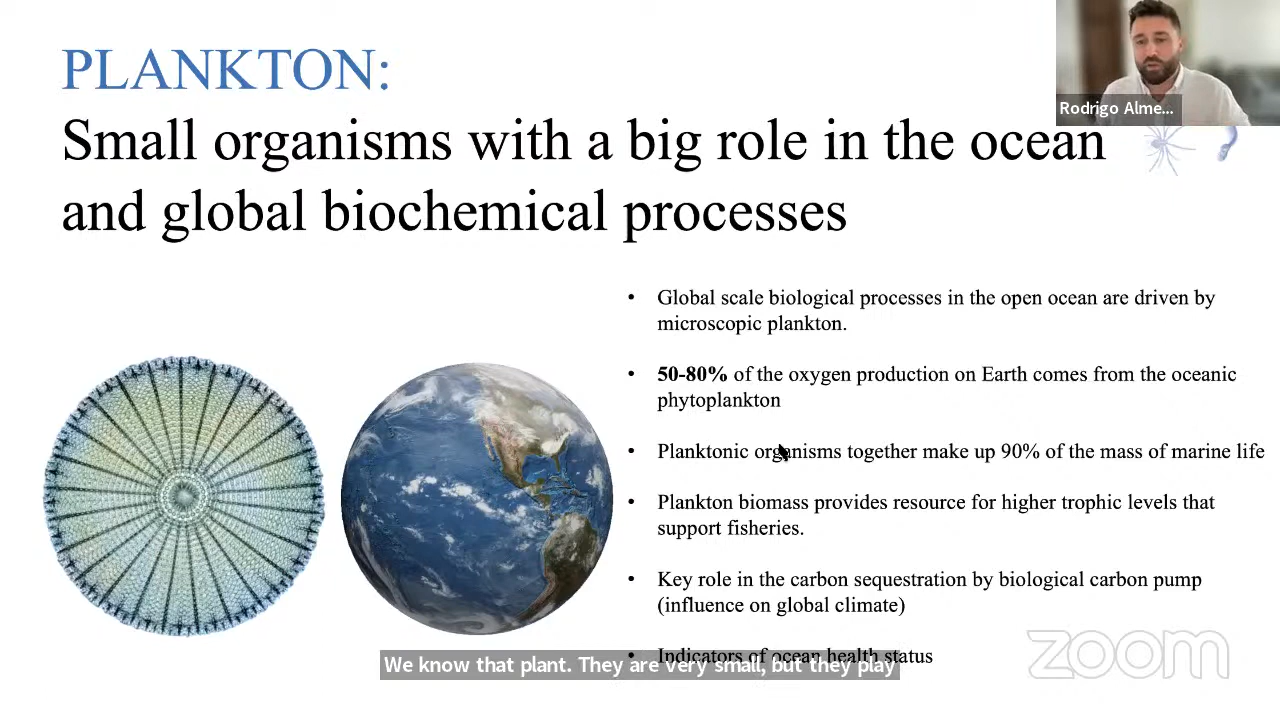 PLANKTON:
Small organisms with a big role in the ocean
and global biochemical processes
Rodrigo Alme...
• Global scale biological processes in the open ocean are driven by
microscopic plankton.
• 50-80% of the oxygen production on Earth comes from the oceanic
phytoplankton
• Planktonic organisms together make up 90% of the mass of marine life
• Plankton biomass provides resource for higher trophic levels that
support fisheries.
• Key role in the carbon sequestration by biological carbon pump
(influence on global climate)
• Indicators of ocean health status
We know that plant. They are very small, but they play
zoom